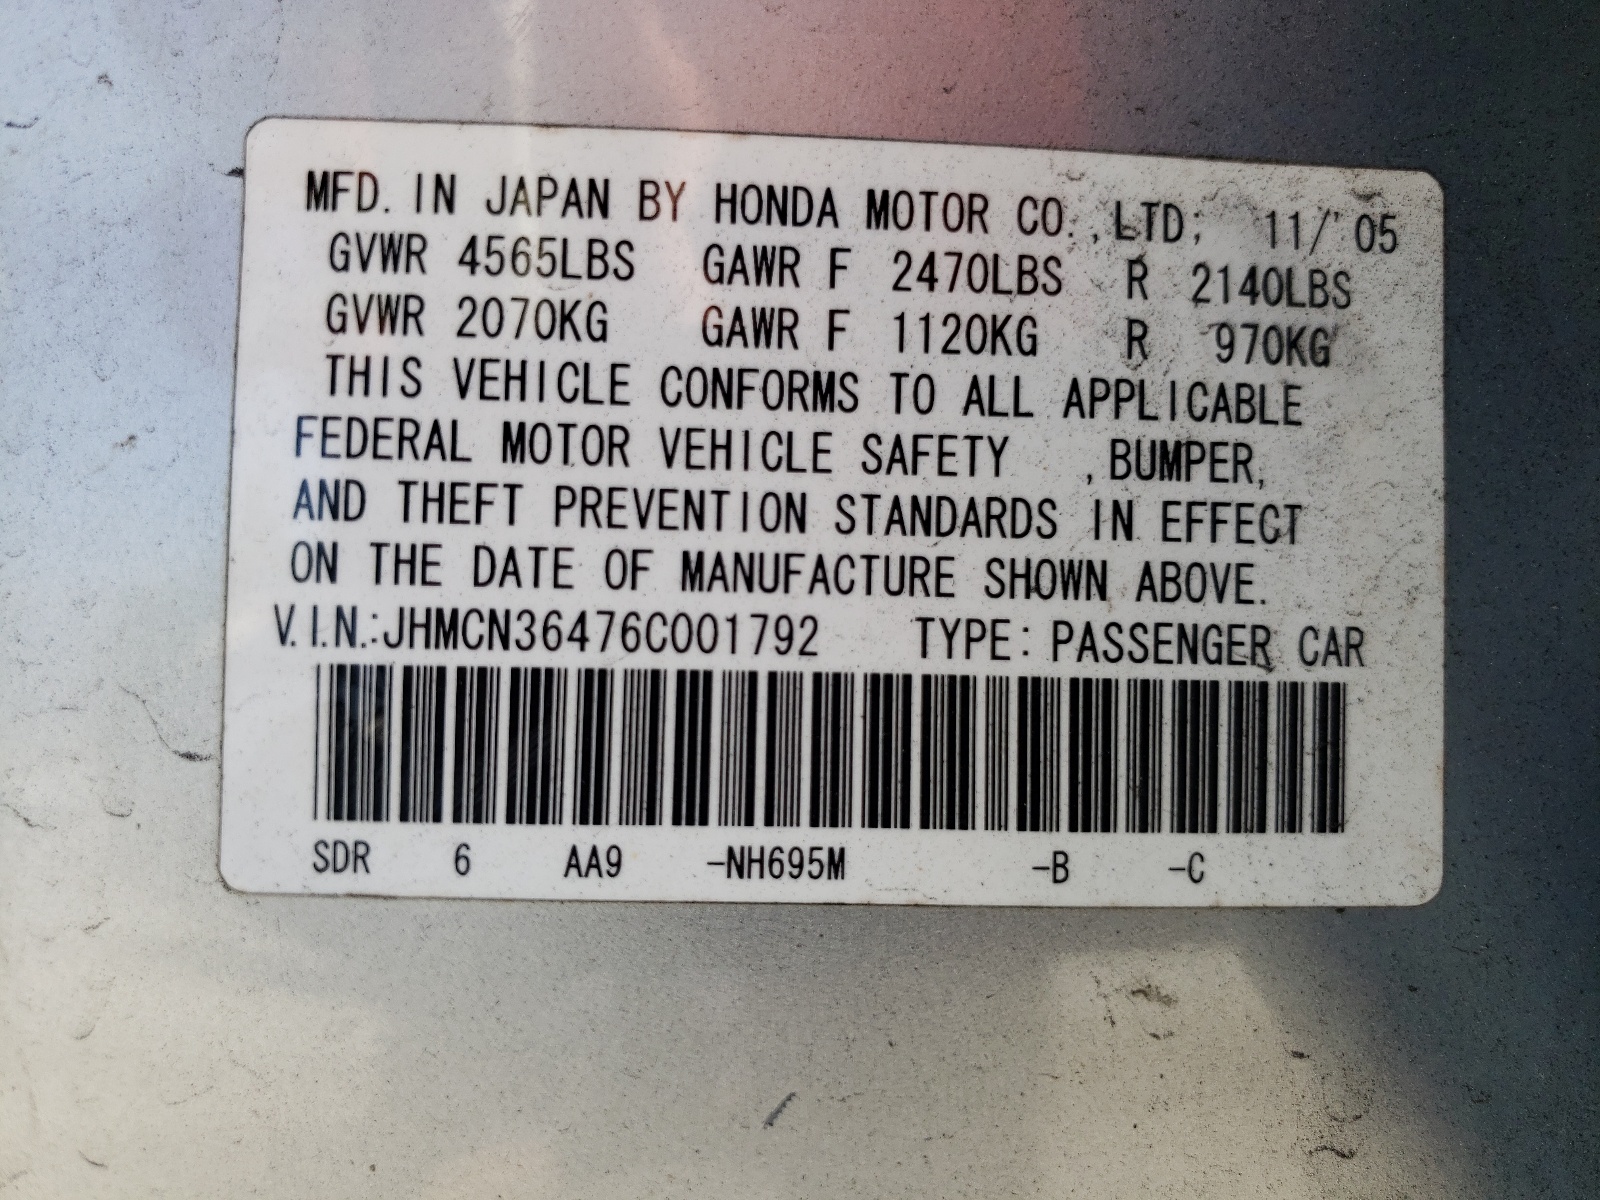 MFD. IN JAPAN BY HONDA MOTOR CO.,LTD; 11/'05
GVWR 4565LBS GAWR F 2470LBS R 2140LBS
GVWR 2070KG GAWR F 1120KG R 970KG
THIS VEHICLE CONFORMS TO ALL APPLICABLE
FEDERAL MOTOR VEHICLE SAFETY ,BUMPER,
AND THEFT PREVENTION STANDARDS IN EFFECT
ON THE DATE OF MANUFACTURE SHOWN ABOVE.
V.I.N.:JHMCN36476C001792 TYPE: PASSENGER CAR
SDR 6 AA9 -NH695M -B -C